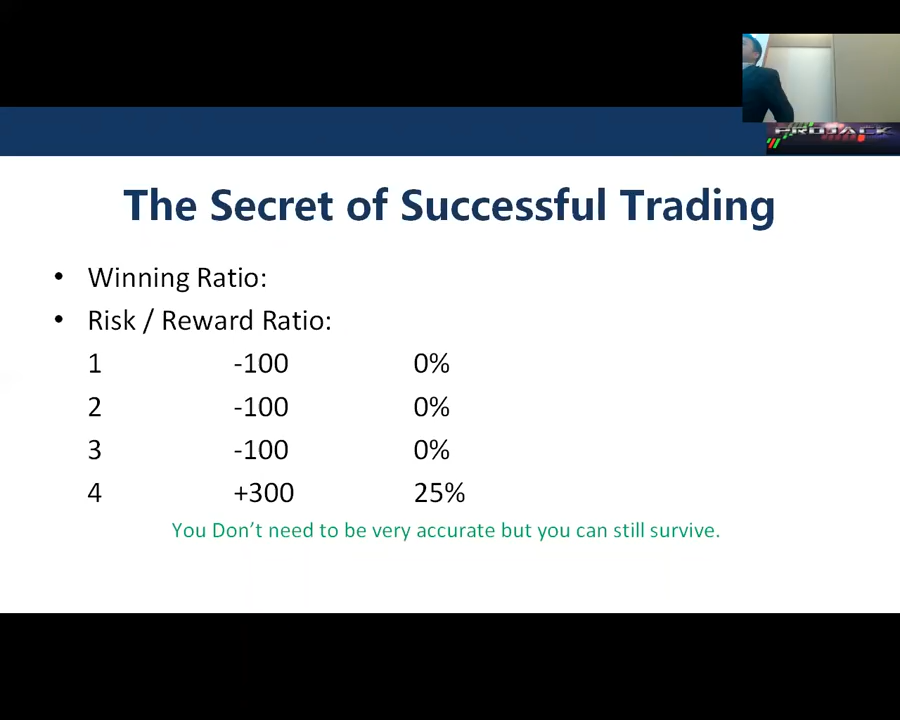 PROJACK
The Secret of Successful Trading
• Winning Ratio:
• Risk / Reward Ratio:
1 -100 0%
2 -100 0%
3 -100 0%
4 +300 25%
You Don't need to be very accurate but you can still survive.